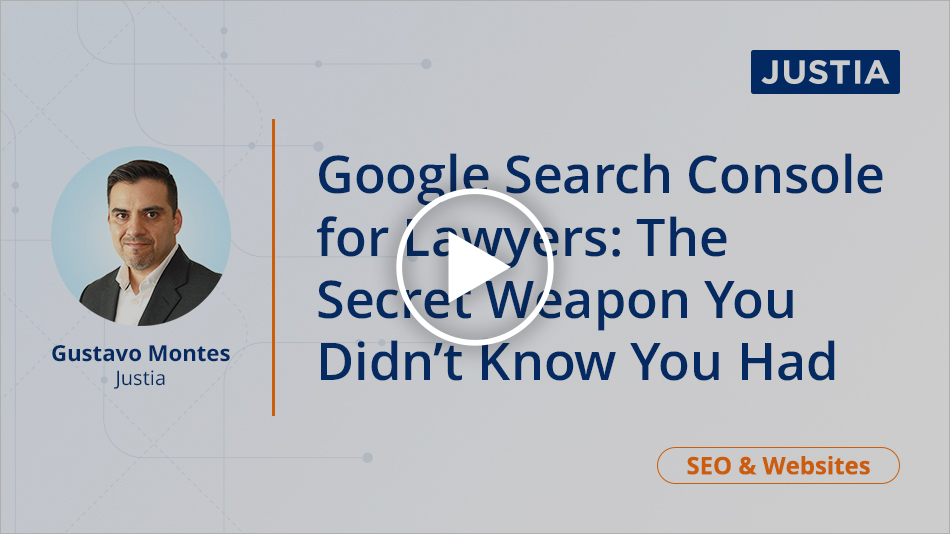 JUSTIA
Google Search Console
for Lawyers: The
Secret Weapon You
Didn’t Know You Had
Gustavo Montes
Justia
SEO & Websites